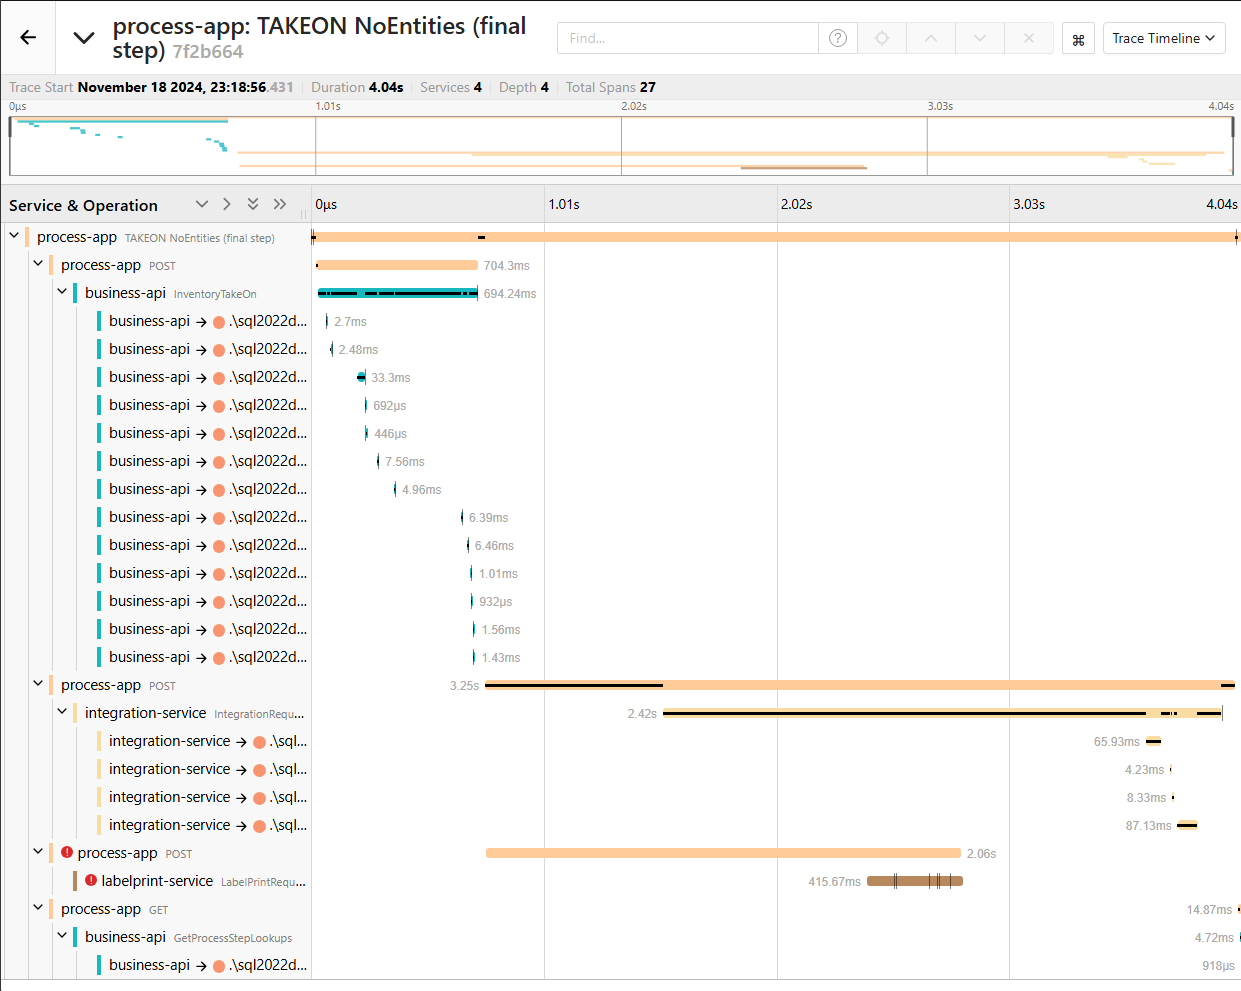 process-app: TAKEON NoEntities (final
step) 7f2b664
Find...
?
⌘
Trace Timeline
Trace Start November 18 2024, 23:18:56.431 Duration 4.04s Services 4 Depth 4 Total Spans 27
0μs 1.01s 2.02s 3.03s 4.04s
Service & Operation 0μs 1.01s 2.02s 3.03s 4.04s
process-app TAKEON NoEntities (final step)
process-app POST 704.3ms
business-api InventoryTakeOn 694.24ms
business-api → .\sql2022d... 2.7ms
business-api → .\sql2022d... 2.48ms
business-api → .\sql2022d... 33.3ms
business-api → .\sql2022d... 692μs
business-api → .\sql2022d... 446μs
business-api → .\sql2022d... 7.56ms
business-api → .\sql2022d... 4.96ms
business-api → .\sql2022d... 6.39ms
business-api → .\sql2022d... 6.46ms
business-api → .\sql2022d... 1.01ms
business-api → .\sql2022d... 932μs
business-api → .\sql2022d... 1.56ms
business-api → .\sql2022d... 1.43ms
process-app POST 3.25s
integration-service IntegrationRequ... 2.42s
integration-service → .\sql... 65.93ms
integration-service → .\sql... 4.23ms
integration-service → .\sql... 8.33ms
integration-service → .\sql... 87.13ms
! process-app POST 2.06s
! labelprint-service LabelPrintRequ... 415.67ms
process-app GET 14.87ms
business-api GetProcessStepLookups 4.72ms
business-api → .\sql2022d... 918μs